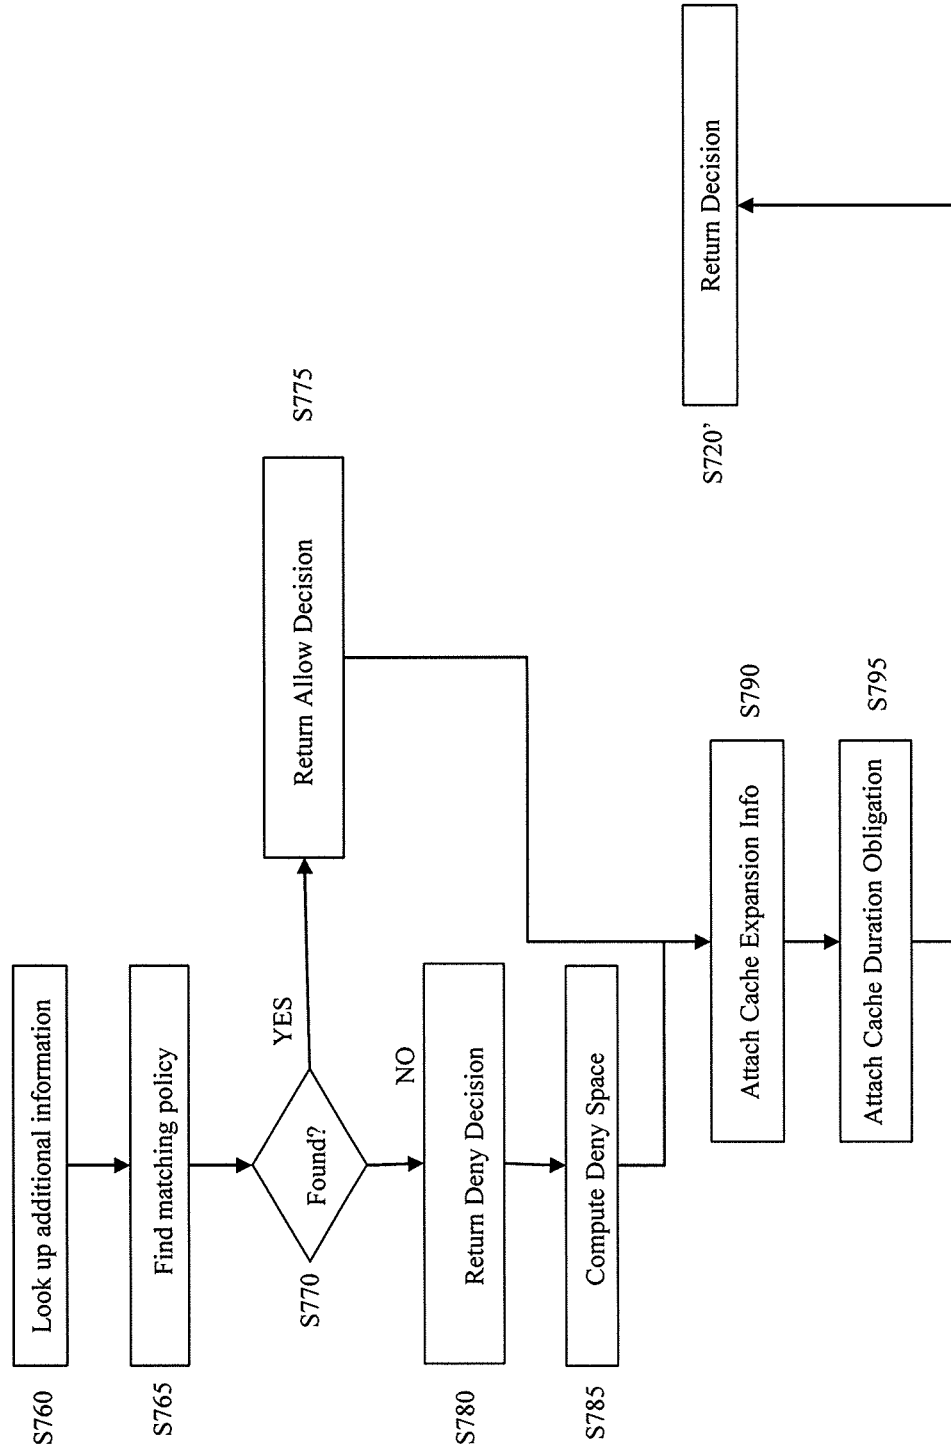 S760
Look up additional information
S765
Find matching policy
S770
Found?
YES
S775
Return Allow Decision
NO
S780
Return Deny Decision
S785
Compute Deny Space
S790
Attach Cache Expansion Info
S795
Attach Cache Duration Obligation
S720’
Return Decision